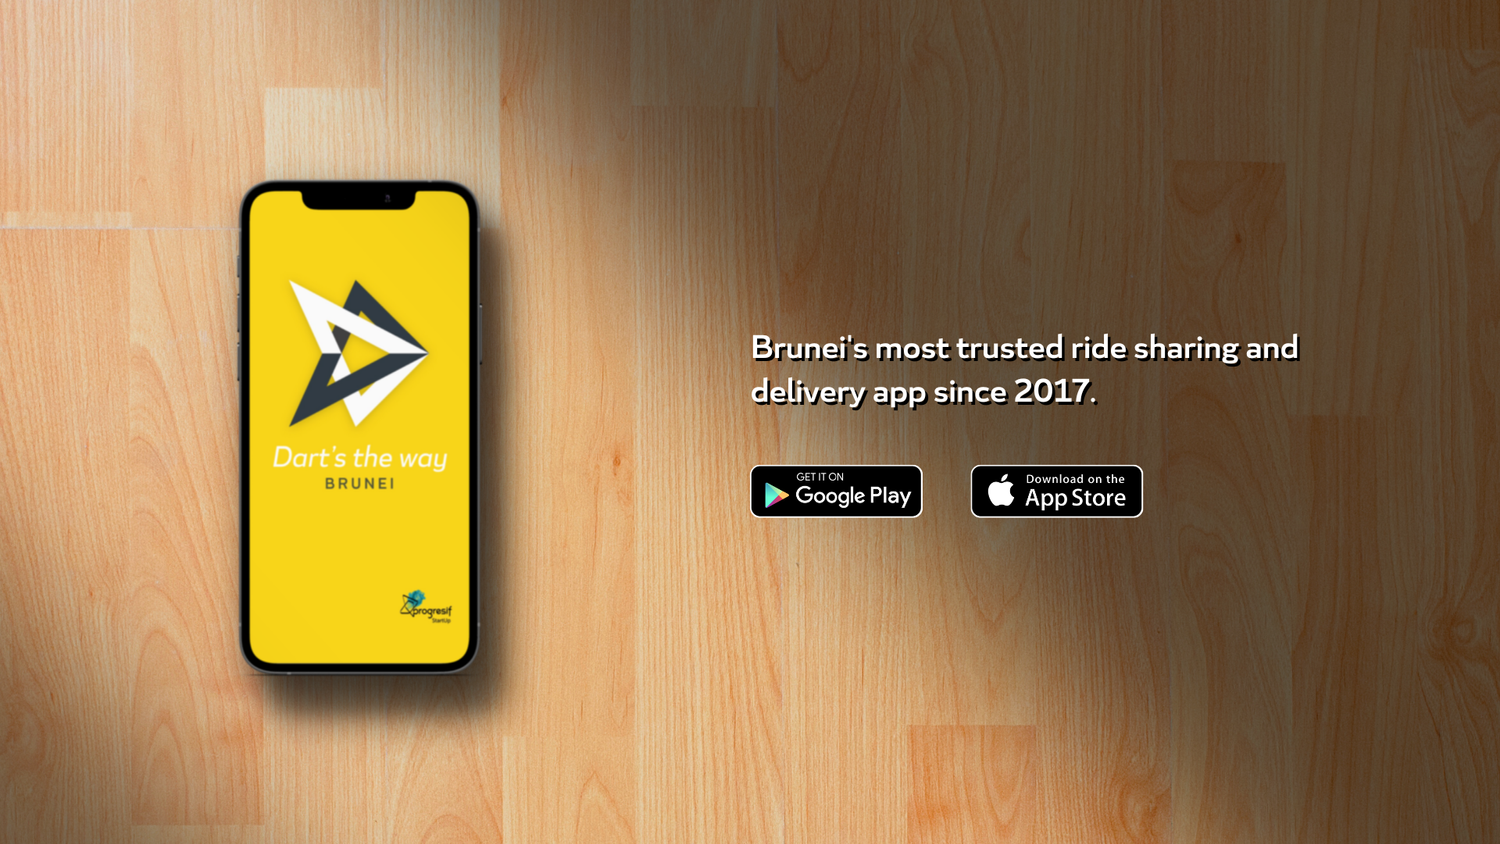 Dart's the way
BRUNEI
progresif
StartUp
Brunei's most trusted ride sharing and
delivery app since 2017.
GET IT ON
Google Play
Download on the
App Store